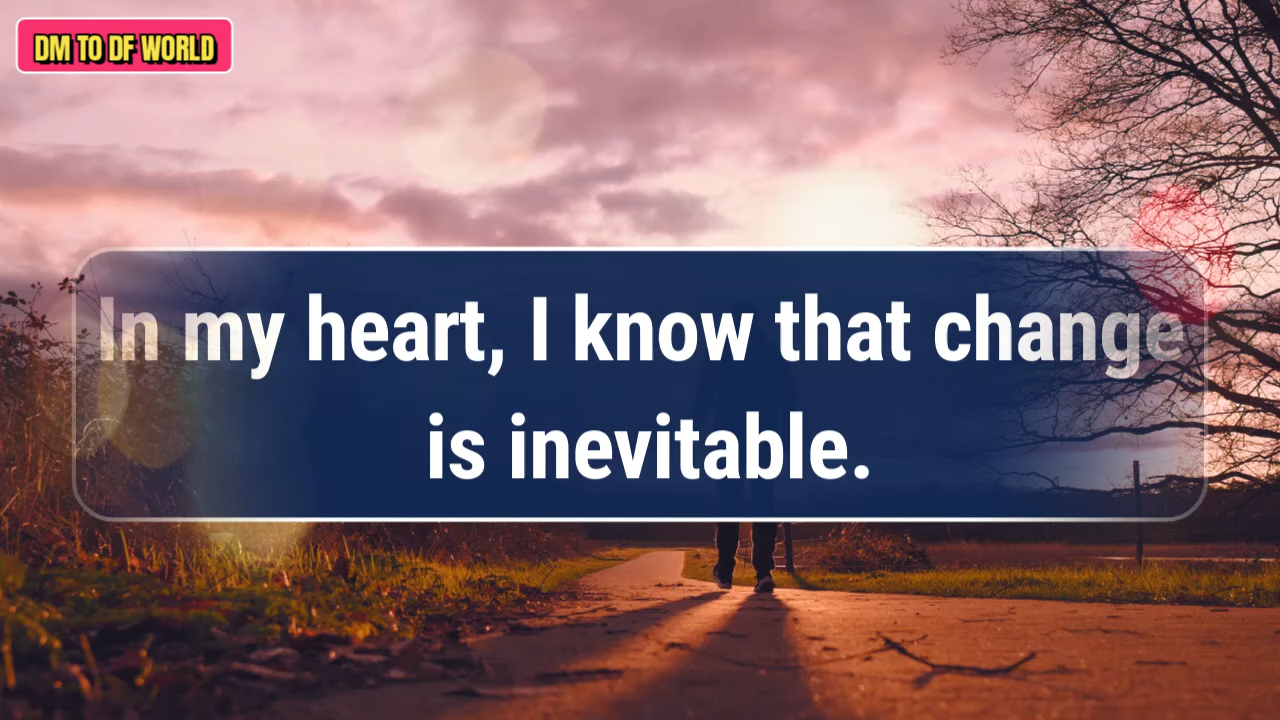 DM TO DF WORLD
In my heart, I know that change
is inevitable.